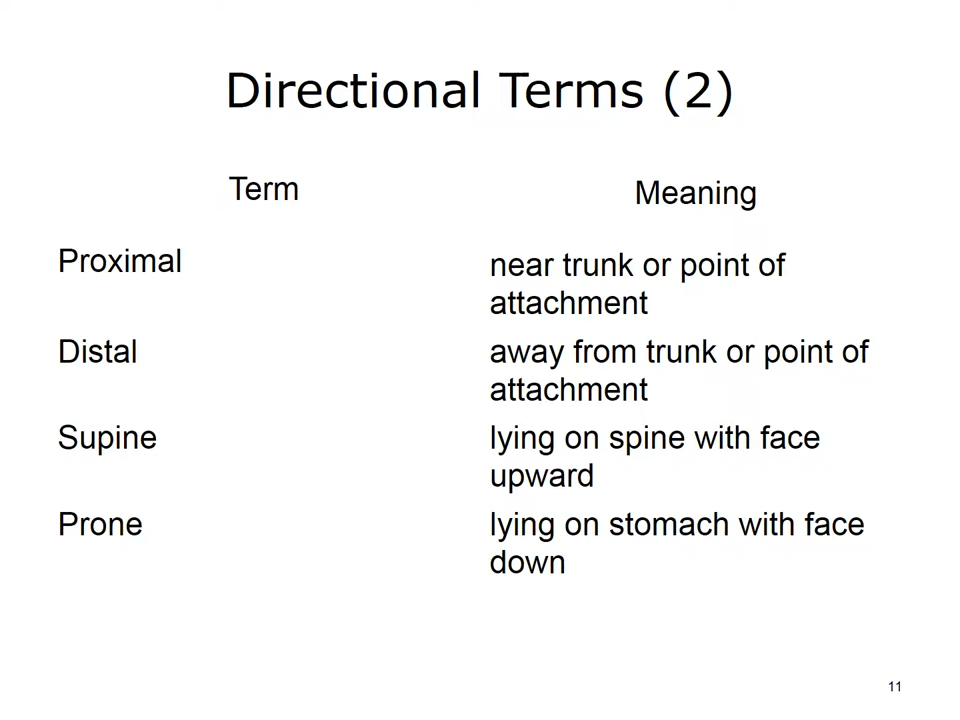 Directional Terms (2)
Term
Meaning
Proximal
near trunk or point of
attachment
Distal
away from trunk or point of
attachment
Supine
lying on spine with face
upward
Prone
lying on stomach with face
down
11